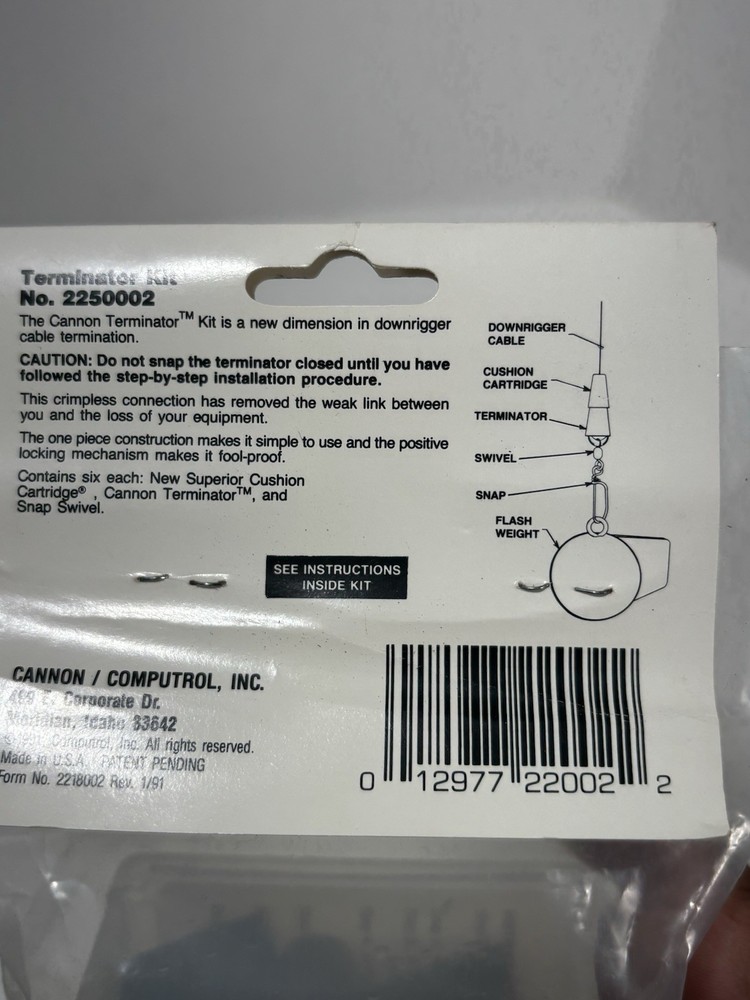 Terminator Kit
No. 2250002
The Cannon Terminator™ Kit is a new dimension in downrigger
cable termination.
CAUTION: Do not snap the terminator closed until you have
followed the step-by-step installation procedure.
This crimpless connection has removed the weak link between
you and the loss of your equipment.
The one piece construction makes it simple to use and the positive
locking mechanism makes it fool-proof.
Contains six each: New Superior Cushion
Cartridge® , Cannon Terminator™, and
Snap Swivel.
SEE INSTRUCTIONS
INSIDE KIT
DOWNRIGGER
CABLE
CUSHION
CARTRIDGE
TERMINATOR
SWIVEL
SNAP
FLASH
WEIGHT
CANNON / COMPUTROL, INC.
499 E. Corporate Dr.
Meridian, Idaho 83642
Computrol, Inc. All rights reserved.
Made in U.S.A. PATENT PENDING
Form No. 2218002 Rev. 1/91
0 12977 22002 2